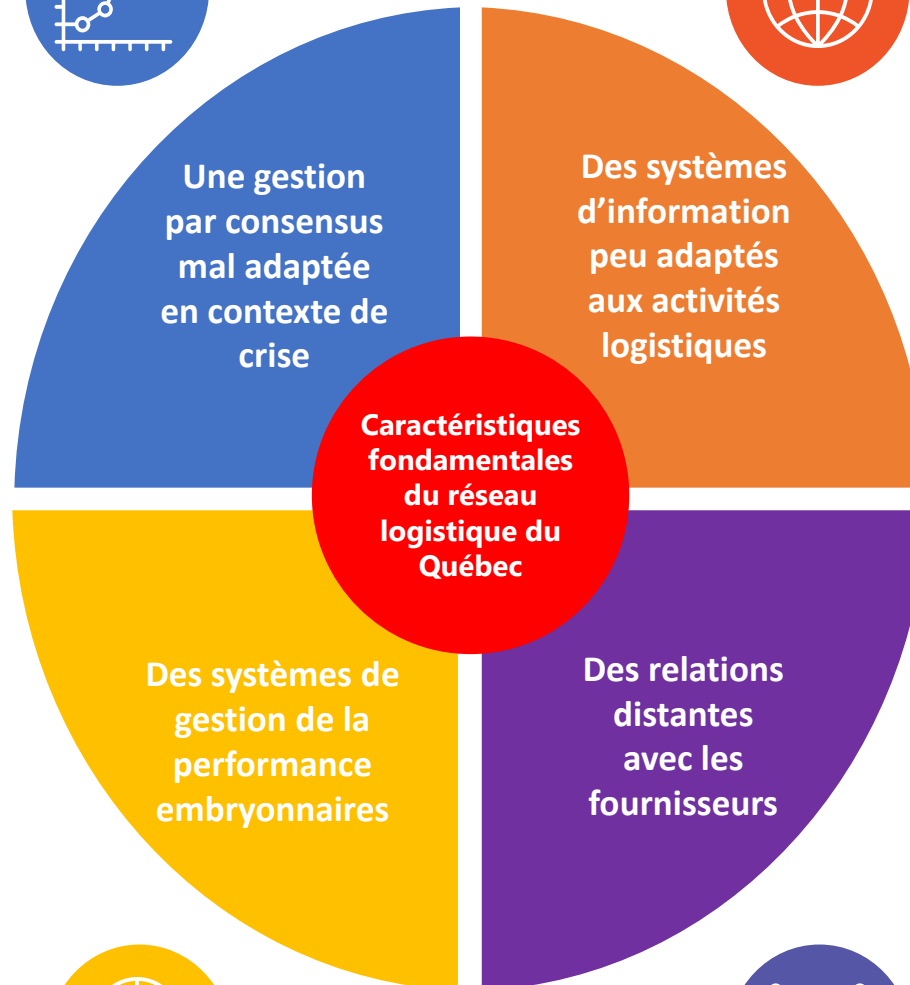 Une gestion
par consensus
mal adaptée
en contexte de
crise
Des systèmes
d’information
peu adaptés
aux activités
logistiques
Caractéristiques
fondamentales
du réseau
logistique du
Québec
Des systèmes de
gestion de la
performance
embryonnaires
Des relations
distantes
avec les
fournisseurs